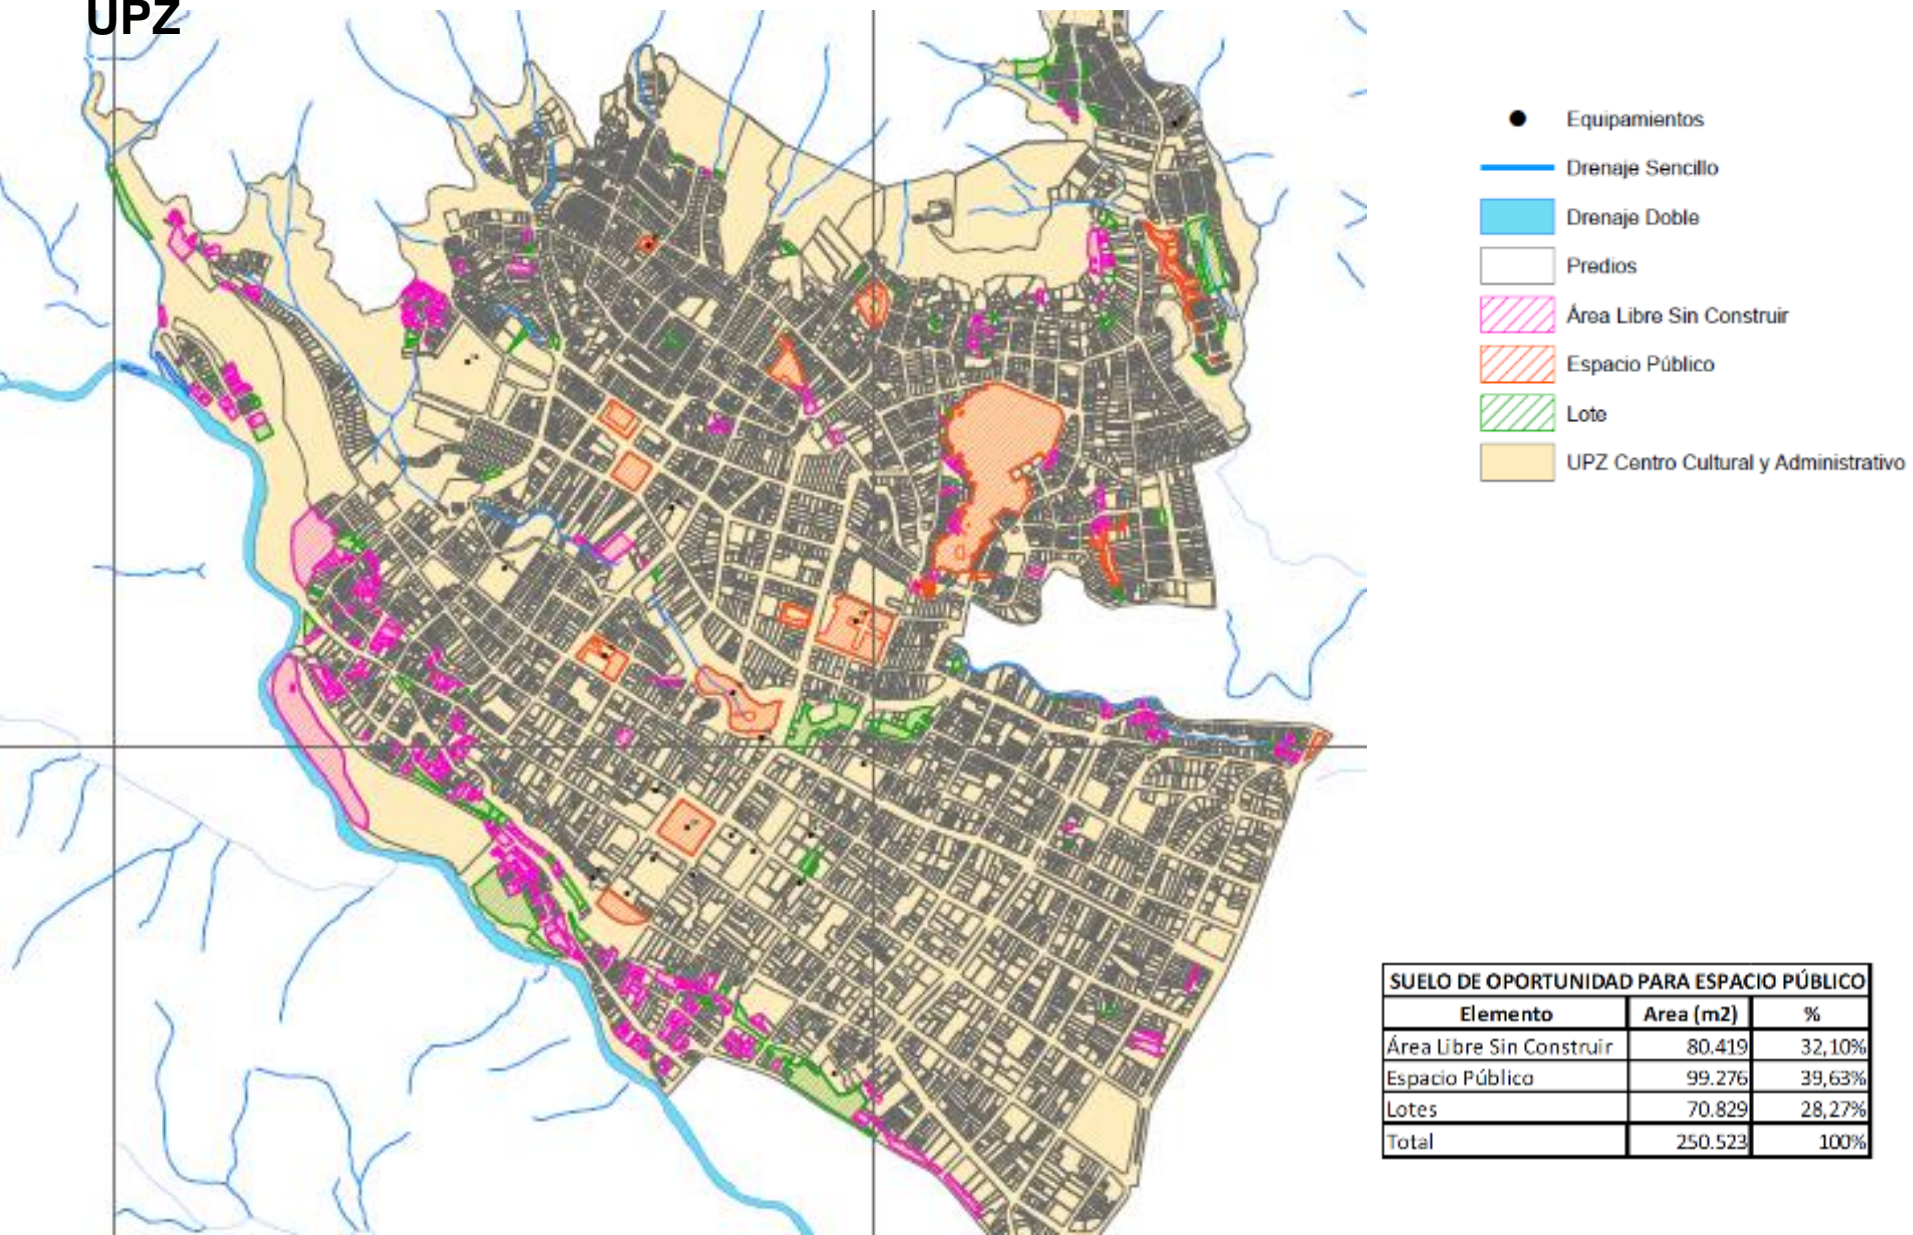 UPZ
Equipamientos
Drenaje Sencillo
Drenaje Doble
Predios
Área Libre Sin Construir
Espacio Público
Lote
UPZ Centro Cultural y Administrativo
SUELO DE OPORTUNIDAD PARA ESPACIO PÚBLICO
Elemento Area (m2) %
Área Libre Sin Construir 80.419 32,10%
Espacio Público 99.276 39,63%
Lotes 70.829 28,27%
Total 250.523 100%